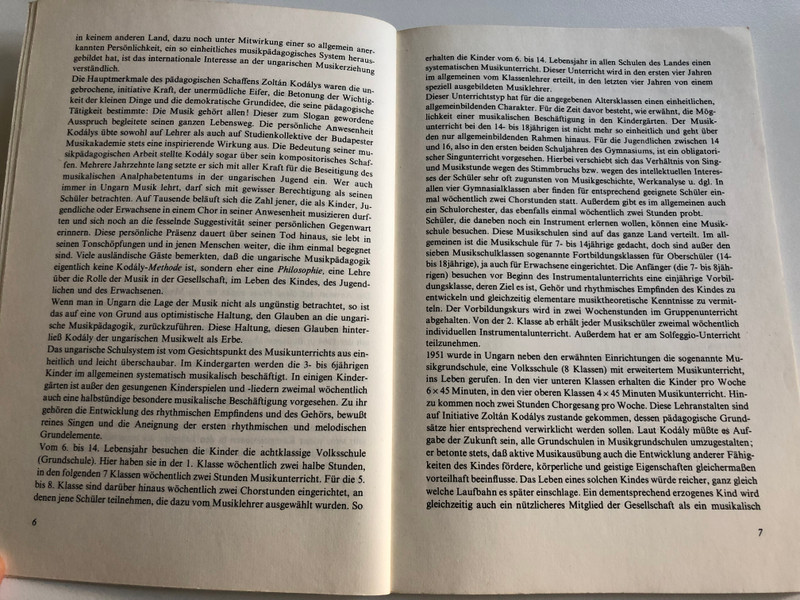 in keinem anderen Land, dazu noch unter Mitwirkung einer so allgemein aner-
kannten Persönlichkeit, ein so einheitliches musikpädagogisches System heraus-
gebildet hat, ist das internationale Interesse an der ungarischen Musikerziehung
verständlich.
Die Hauptmerkmale des pädagogischen Schaffens Zoltán Kodálys waren die un-
gebrochene, initiative Kraft, der unermüdliche Eifer, die Betonung der Wichtig-
keit der kleinen Dinge und die demokratische Grundidee, die seine pädagogische
Tätigkeit bestimmte: Die Musik gehört allen! Dieser zum Slogan gewordene
Ausspruch begleitete seinen ganzen Lebensweg. Die persönliche Anwesenheit
Kodálys übte sowohl auf Lehrer als auch auf Studienkollektive der Budapester
Musikakademie stets eine inspirierende Wirkung aus. Die Bedeutung seiner mu-
sikpädagogischen Arbeit stellte Kodály sogar über sein kompositorisches Schaf-
fen. Mehrere Jahrzehnte lang setzte er sich mit aller Kraft für die Beseitigung des
musikalischen Analphabetentums in der ungarischen Jugend ein. Wer auch
immer in Ungarn Musik lehrt, darf sich mit gewisser Berechtigung als seinen
Schüler betrachten. Auf Tausende beläuft sich die Zahl jener, die als Kinder, Ju-
gendliche oder Erwachsene in einem Chor in seiner Anwesenheit musizieren durf-
ten und sich noch an die fesselnde Suggestivität seiner persönlichen Gegenwart
erinnern. Diese persönliche Präsenz dauert über seinen Tod hinaus, sie lebt in
seinen Tonschöpfungen und in jenen Menschen weiter, die ihm einmal begegnet
sind. Viele ausländische Gäste bemerkten, daß die ungarische Musikpädagogik
eigentlich keine Kodály-Methode ist, sondern eher eine Philosophie, eine Lehre
über die Rolle der Musik in der Gesellschaft, im Leben des Kindes, des Jugend-
lichen und des Erwachsenen.
Wenn man in Ungarn die Lage der Musik nicht als ungünstig betrachtet, so ist
das auf eine von Grund aus optimistische Haltung, den Glauben an die ungari-
sche Musikpädagogik, zurückzuführen. Diese Haltung, diesen Glauben hinter-
ließ Kodály der ungarischen Musikwelt als Erbe.
Das ungarische Schulsystem ist vom Gesichtspunkt des Musikunterrichts aus ein-
heitlich und leicht überschaubar. Im Kindergarten werden die 3- bis 6jährigen
Kinder im allgemeinen systematisch musikalisch beschäftigt. In einigen Kinder-
gärten ist außer den gesungenen Kinderspielen und -liedern zweimal wöchentlich
auch eine halbstündige besondere musikalische Beschäftigung vorgesehen. Zu ihr
gehören die Entwicklung des rhythmischen Empfindens und des Gehörs, bewußt
reines Singen und die Aneignung der ersten rhythmischen und melodischen
Grundelemente.
Vom 6. bis 14. Lebensjahr besuchen die Kinder die achtklassige Volksschule
(Grundschule). Hier haben sie in der 1. Klasse wöchentlich zwei halbe Stunden,
in den folgenden 7 Klassen wöchentlich zwei Stunden Musikunterricht. Für die 5.
bis 8. Klasse sind darüber hinaus wöchentlich zwei Chorstunden eingerichtet, an
denen jene Schüler teilnehmen, die dazu vom Musiklehrer ausgewählt wurden. So
6
erhalten die Kinder vom 6. bis 14. Lebensjahr in allen Schulen des Landes einen
systematischen Musikunterricht. Dieser Unterricht wird in den ersten vier Jahren
im allgemeinen vom Klassenlehrer erteilt, in den letzten vier Jahren von einem
speziell ausgebildeten Musiklehrer.
Dieser Unterrichtstyp hat für die angegebenen Altersklassen einen einheitlichen,
allgemeinbildenden Charakter. Für die Zeit davor besteht, wie erwähnt, die Mög-
lichkeit einer musikalischen Beschäftigung in den Kindergärten. Der Musik-
unterricht bei den 14- bis 18jährigen ist nicht mehr so einheitlich und geht über
den nur allgemeinbildenden Rahmen hinaus. Für die Jugendlichen zwischen 14
und 16, also in den ersten beiden Schuljahren des Gymnasiums, ist ein obligatori-
scher Singunterricht vorgesehen. Hierbei verschiebt sich das Verhältnis von Sing-
und Musikstunde wegen des Stimmbruchs bzw. wegen des intellektuellen Interes-
ses der Schüler sehr oft zugunsten von Musikgeschichte, Werkanalyse u. dgl. In
allen vier Gymnasialklassen aber finden für entsprechend geeignete Schüler ein-
mal wöchentlich zwei Chorstunden statt. Außerdem gibt es im allgemeinen auch
ein Schulorchester, das ebenfalls einmal wöchentlich zwei Stunden probt.
Schüler, die daneben noch ein Instrument erlernen wollen, können eine Musik-
schule besuchen. Diese Musikschulen sind auf das ganze Land verteilt. Im all-
gemeinen ist die Musikschule für 7- bis 14jährige gedacht, doch sind außer den
sieben Musikschulklassen sogenannte Fortbildungsklassen für Oberschüler (14-
bis 18jährige), ja auch für Erwachsene eingerichtet. Die Anfänger (die 7- bis 8jäh-
rigen) besuchen vor Beginn des Instrumentalunterrichts eine einjährige Vorbil-
dungsklasse, deren Ziel es ist, Gehör und rhythmisches Empfinden des Kindes zu
entwickeln und gleichzeitig elementare musiktheoretische Kenntnisse zu vermit-
teln. Der Vorbildungskurs wird in zwei Wochenstunden im Gruppenunterricht
abgehalten. Von der 2. Klasse ab erhält jeder Musikschüler zweimal wöchentlich
individuellen Instrumentalunterricht. Außerdem hat er am Solfeggio-Unterricht
teilzunehmen.
1951 wurde in Ungarn neben den erwähnten Einrichtungen die sogenannte Mu-
sikgrundschule, eine Volksschule (8 Klassen) mit erweitertem Musikunterricht,
ins Leben gerufen. In den vier unteren Klassen erhalten die Kinder pro Woche
6 × 45 Minuten, in den vier oberen Klassen 4 × 45 Minuten Musikunterricht. Hin-
zu kommen noch zwei Stunden Chorgesang pro Woche. Diese Lehranstalten sind
auf Initiative Zoltán Kodálys zustande gekommen, dessen pädagogische Grund-
sätze hier entsprechend verwirklicht werden sollen. Laut Kodály müßte es Auf-
gabe der Zukunft sein, alle Grundschulen in Musikgrundschulen umzugestalten;
er betonte stets, daß aktive Musikausübung auch die Entwicklung anderer Fähig-
keiten des Kindes fördere, körperliche und geistige Eigenschaften gleichermaßen
vorteilhaft beeinflusse. Das Leben eines solchen Kindes würde reicher, ganz gleich
welche Laufbahn es später einschlage. Ein dementsprechend erzogenes Kind wird
gleichzeitig auch ein nützlicheres Mitglied der Gesellschaft als ein musikalisch
7